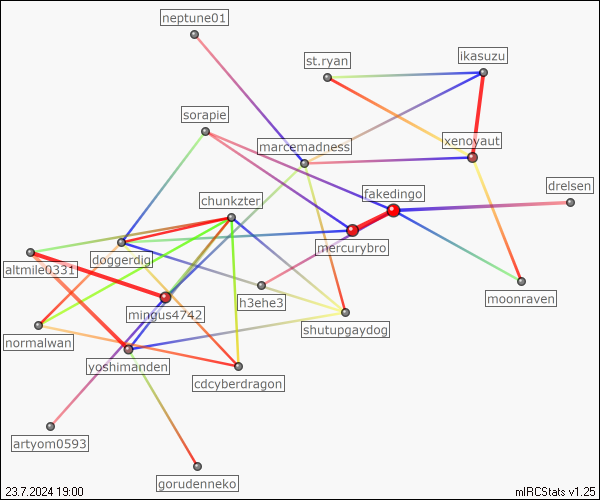 neptune01
st.ryan
ikasuzu
sorapie
marcemadness
xenoyaut
chunkzter
fakedingo
drelsen
mercurybro
doggerdig
altmile0331
h3ehe3
moonraven
mingus4742
shutupgaydog
normalwan
yoshimanden
cdcyberdragon
artyom0593
gorudenneko
23.7.2024 19:00
mIRCStats v1.25